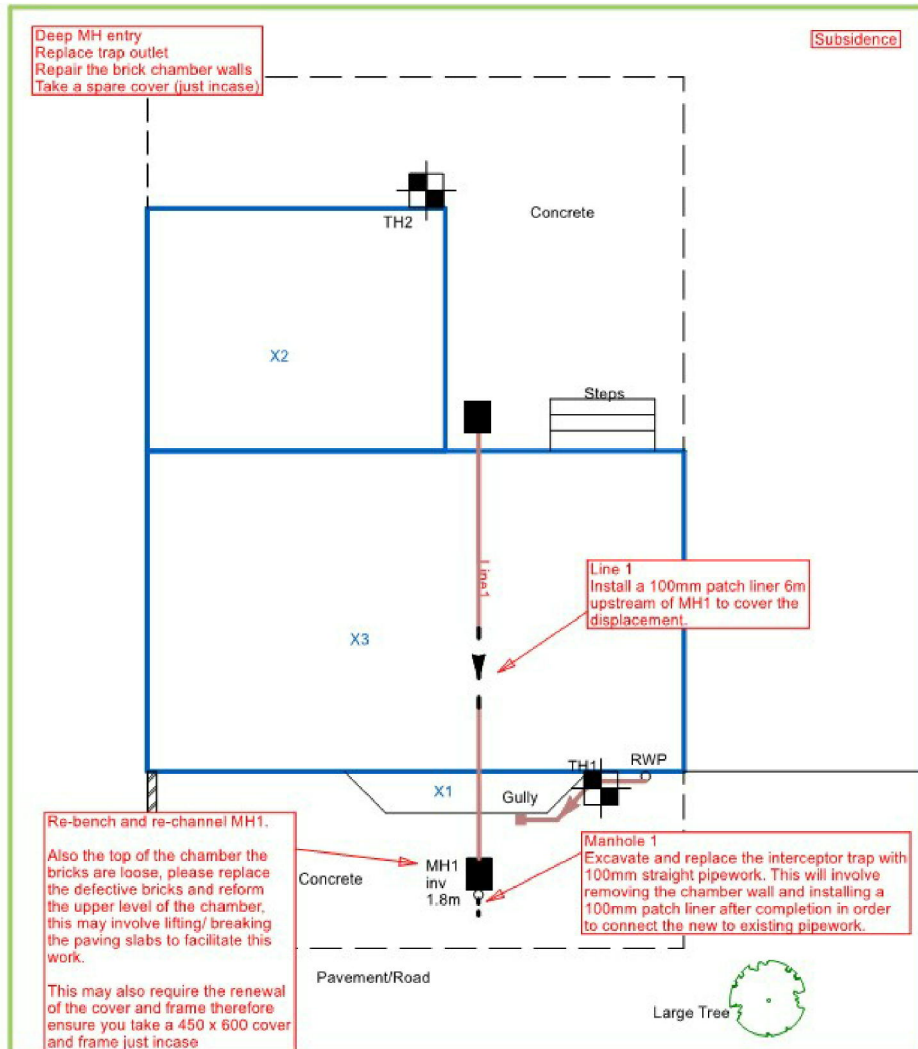 Deep MH entry
Replace trap outlet
Repair the brick chamber walls
Take a spare cover (just incase)
Subsidence
TH2
Concrete
X2
Steps
Line1
Line 1
Install a 100mm patch liner 6m
upstream of MH1 to cover the
displacement.
X3
TH1
RWP
X1
Gully
Re-bench and re-channel MH1.
Also the top of the chamber the
bricks are loose, please replace
the defective bricks and reform
the upper level of the chamber,
this may involve lifting/ breaking
the paving slabs to facilitate this
work.
This may also require the renewal
of the cover and frame therefore
ensure you take a 450 x 600 cover
and frame just incase
Concrete
MH1
inv
1.8m
Manhole 1
Excavate and replace the interceptor trap with
100mm straight pipework. This will involve
removing the chamber wall and installing a
100mm patch liner after completion in order
to connect the new to existing pipework.
Pavement/Road
Large Tree